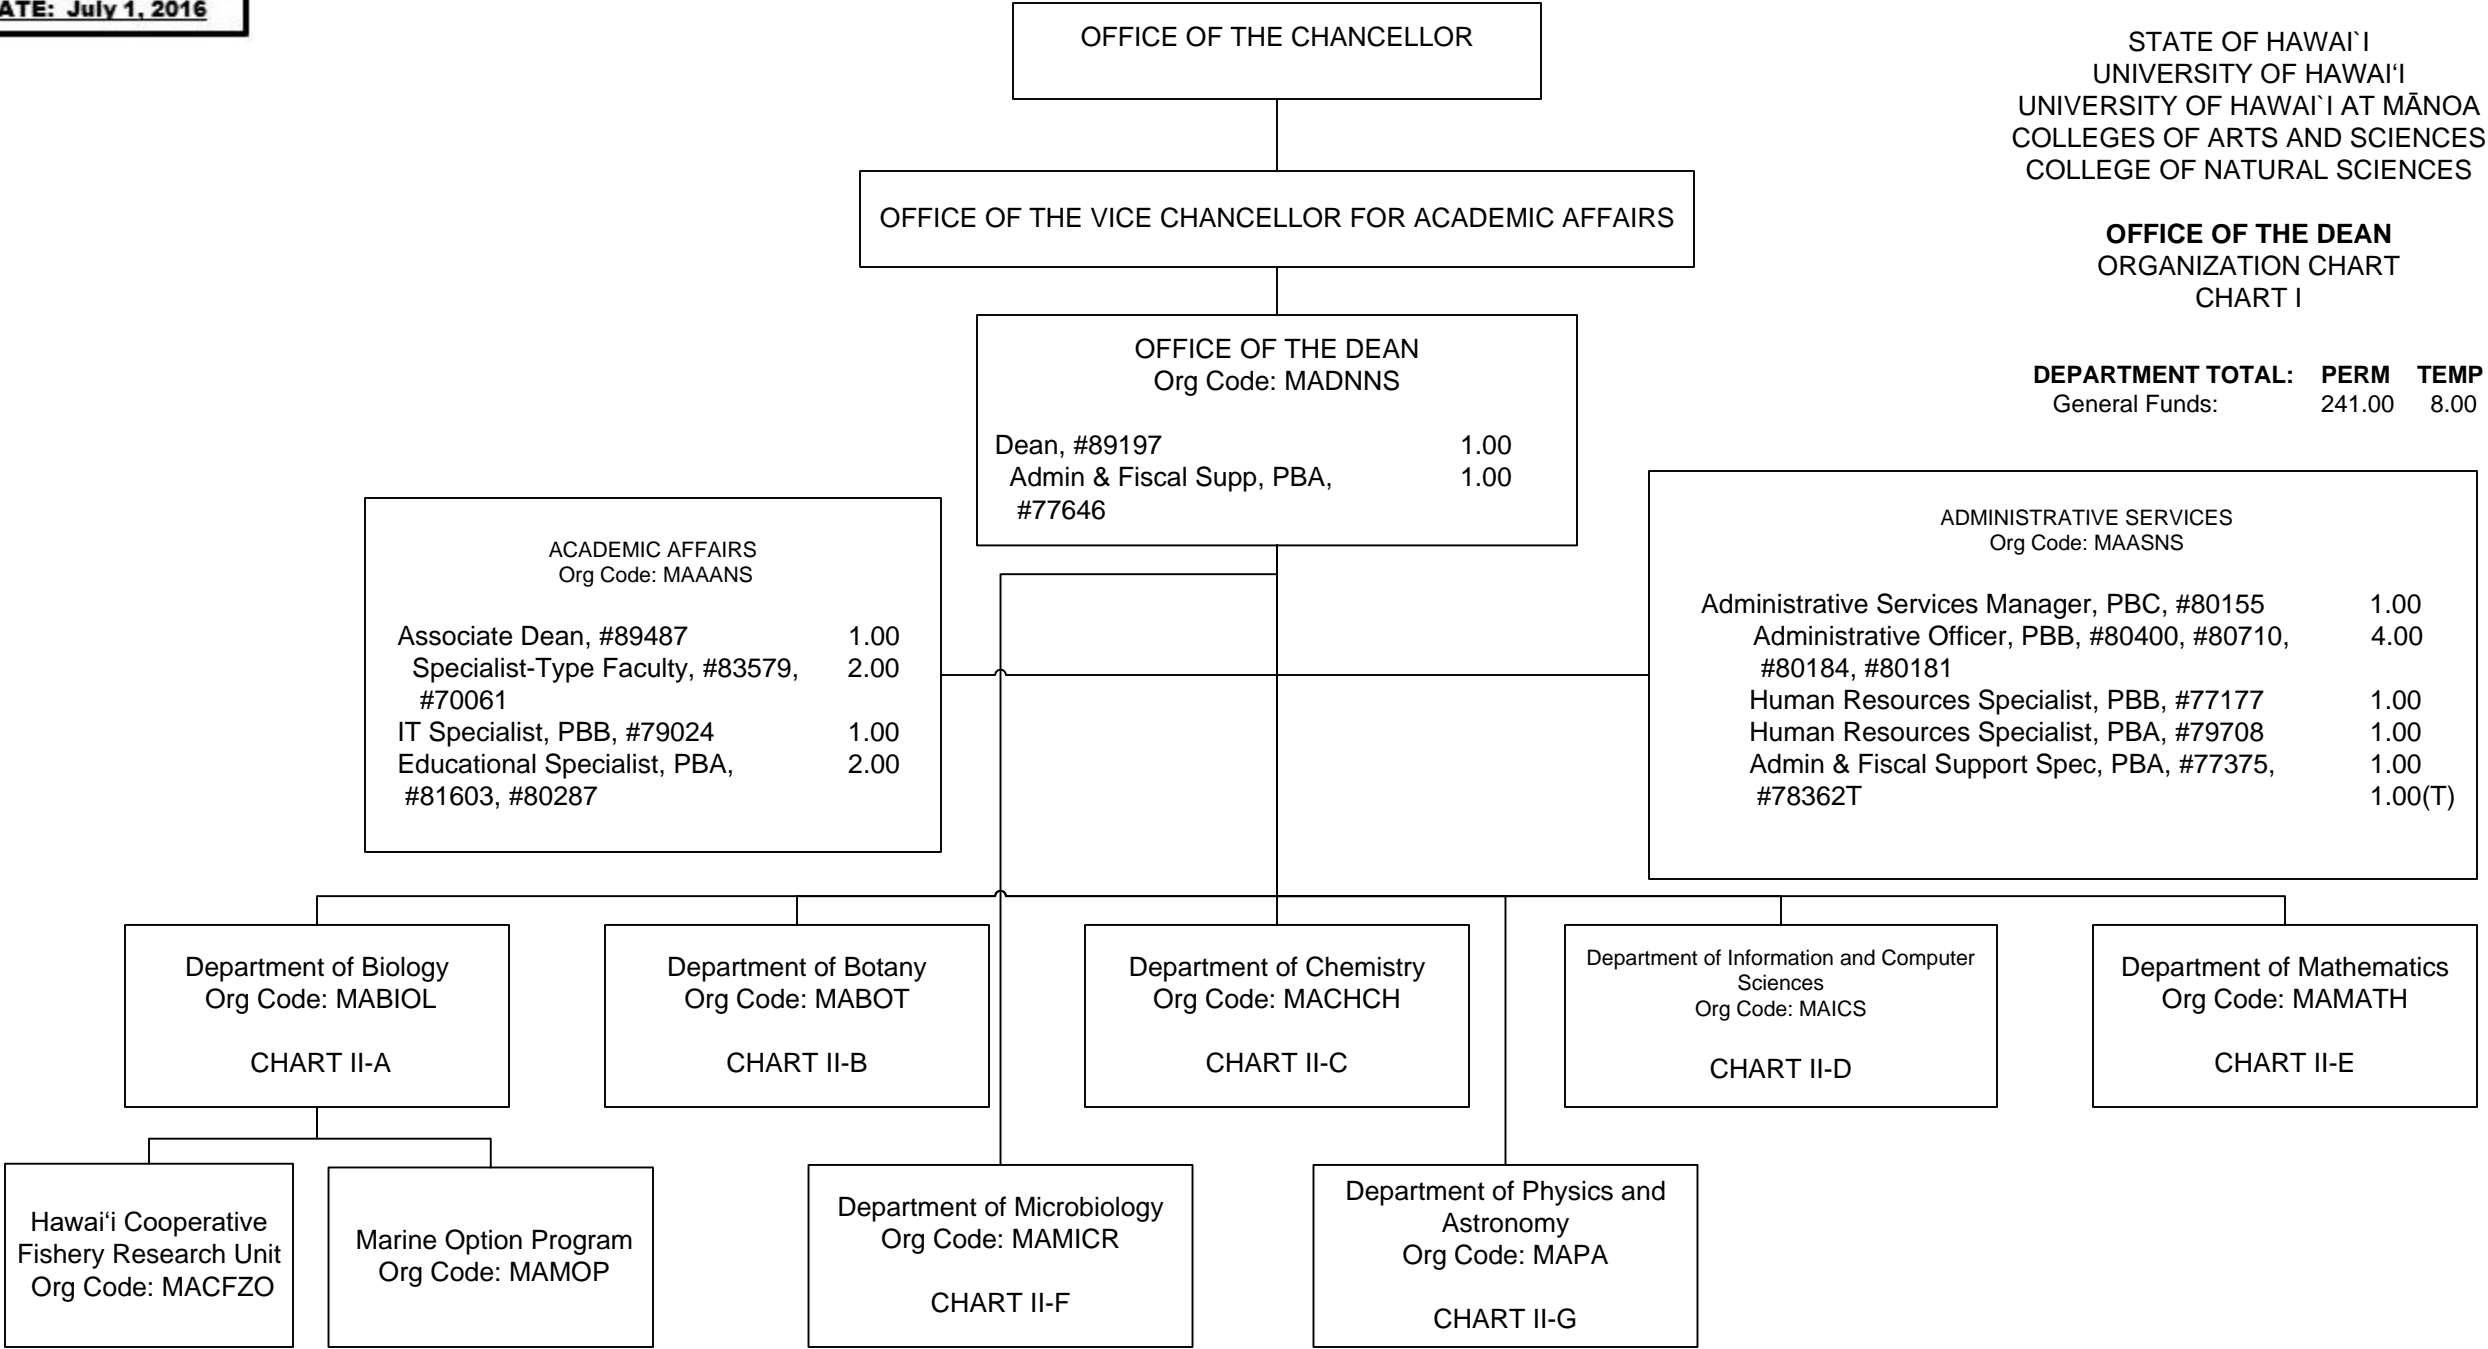 ATE: July 1, 2016
OFFICE OF THE CHANCELLOR
STATE OF HAWAI`I
UNIVERSITY OF HAWAI‘I
UNIVERSITY OF HAWAI`I AT MĀNOA
COLLEGES OF ARTS AND SCIENCES
COLLEGE OF NATURAL SCIENCES
OFFICE OF THE DEAN
ORGANIZATION CHART
CHART I
DEPARTMENT TOTAL: PERM TEMP
General Funds: 241.00 8.00
OFFICE OF THE VICE CHANCELLOR FOR ACADEMIC AFFAIRS
OFFICE OF THE DEAN
Org Code: MADNNS
Dean, #89197 1.00
Admin & Fiscal Supp, PBA, 1.00
#77646
ACADEMIC AFFAIRS
Org Code: MAAANS
Associate Dean, #89487 1.00
Specialist-Type Faculty, #83579, 2.00
#70061
IT Specialist, PBB, #79024 1.00
Educational Specialist, PBA, 2.00
#81603, #80287
ADMINISTRATIVE SERVICES
Org Code: MAASNS
Administrative Services Manager, PBC, #80155 1.00
Administrative Officer, PBB, #80400, #80710, 4.00
#80184, #80181
Human Resources Specialist, PBB, #77177 1.00
Human Resources Specialist, PBA, #79708 1.00
Admin & Fiscal Support Spec, PBA, #77375, 1.00
#78362T 1.00(T)
Department of Biology
Org Code: MABIOL
CHART II-A
Department of Botany
Org Code: MABOT
CHART II-B
Department of Chemistry
Org Code: MACHCH
CHART II-C
Department of Information and Computer
Sciences
Org Code: MAICS
CHART II-D
Department of Mathematics
Org Code: MAMATH
CHART II-E
Hawai‘i Cooperative
Fishery Research Unit
Org Code: MACFZO
Marine Option Program
Org Code: MAMOP
Department of Microbiology
Org Code: MAMICR
CHART II-F
Department of Physics and
Astronomy
Org Code: MAPA
CHART II-G